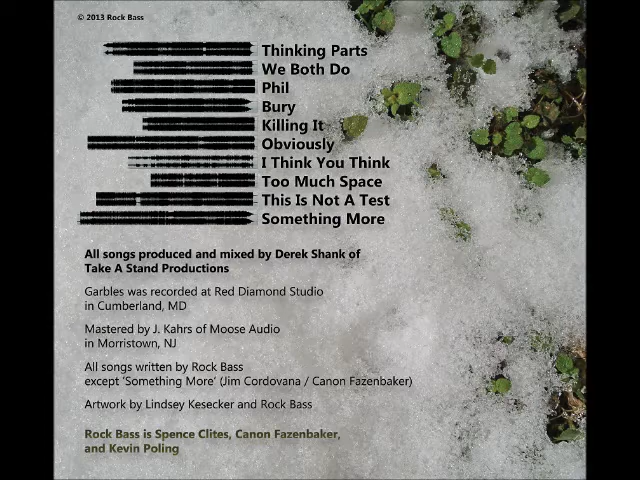 © 2013 Rock Bass
Thinking Parts
We Both Do
Phil
Bury
Killing It
Obviously
I Think You Think
Too Much Space
This Is Not A Test
Something More
All songs produced and mixed by Derek Shank of
Take A Stand Productions
Garbles was recorded at Red Diamond Studio
in Cumberland, MD
Mastered by J. Kahrs of Moose Audio
in Morristown, NJ
All songs written by Rock Bass
except 'Something More' (Jim Cordovana / Canon Fazenbaker)
Artwork by Lindsey Kesecker and Rock Bass
Rock Bass is Spence Clites, Canon Fazenbaker,
and Kevin Poling